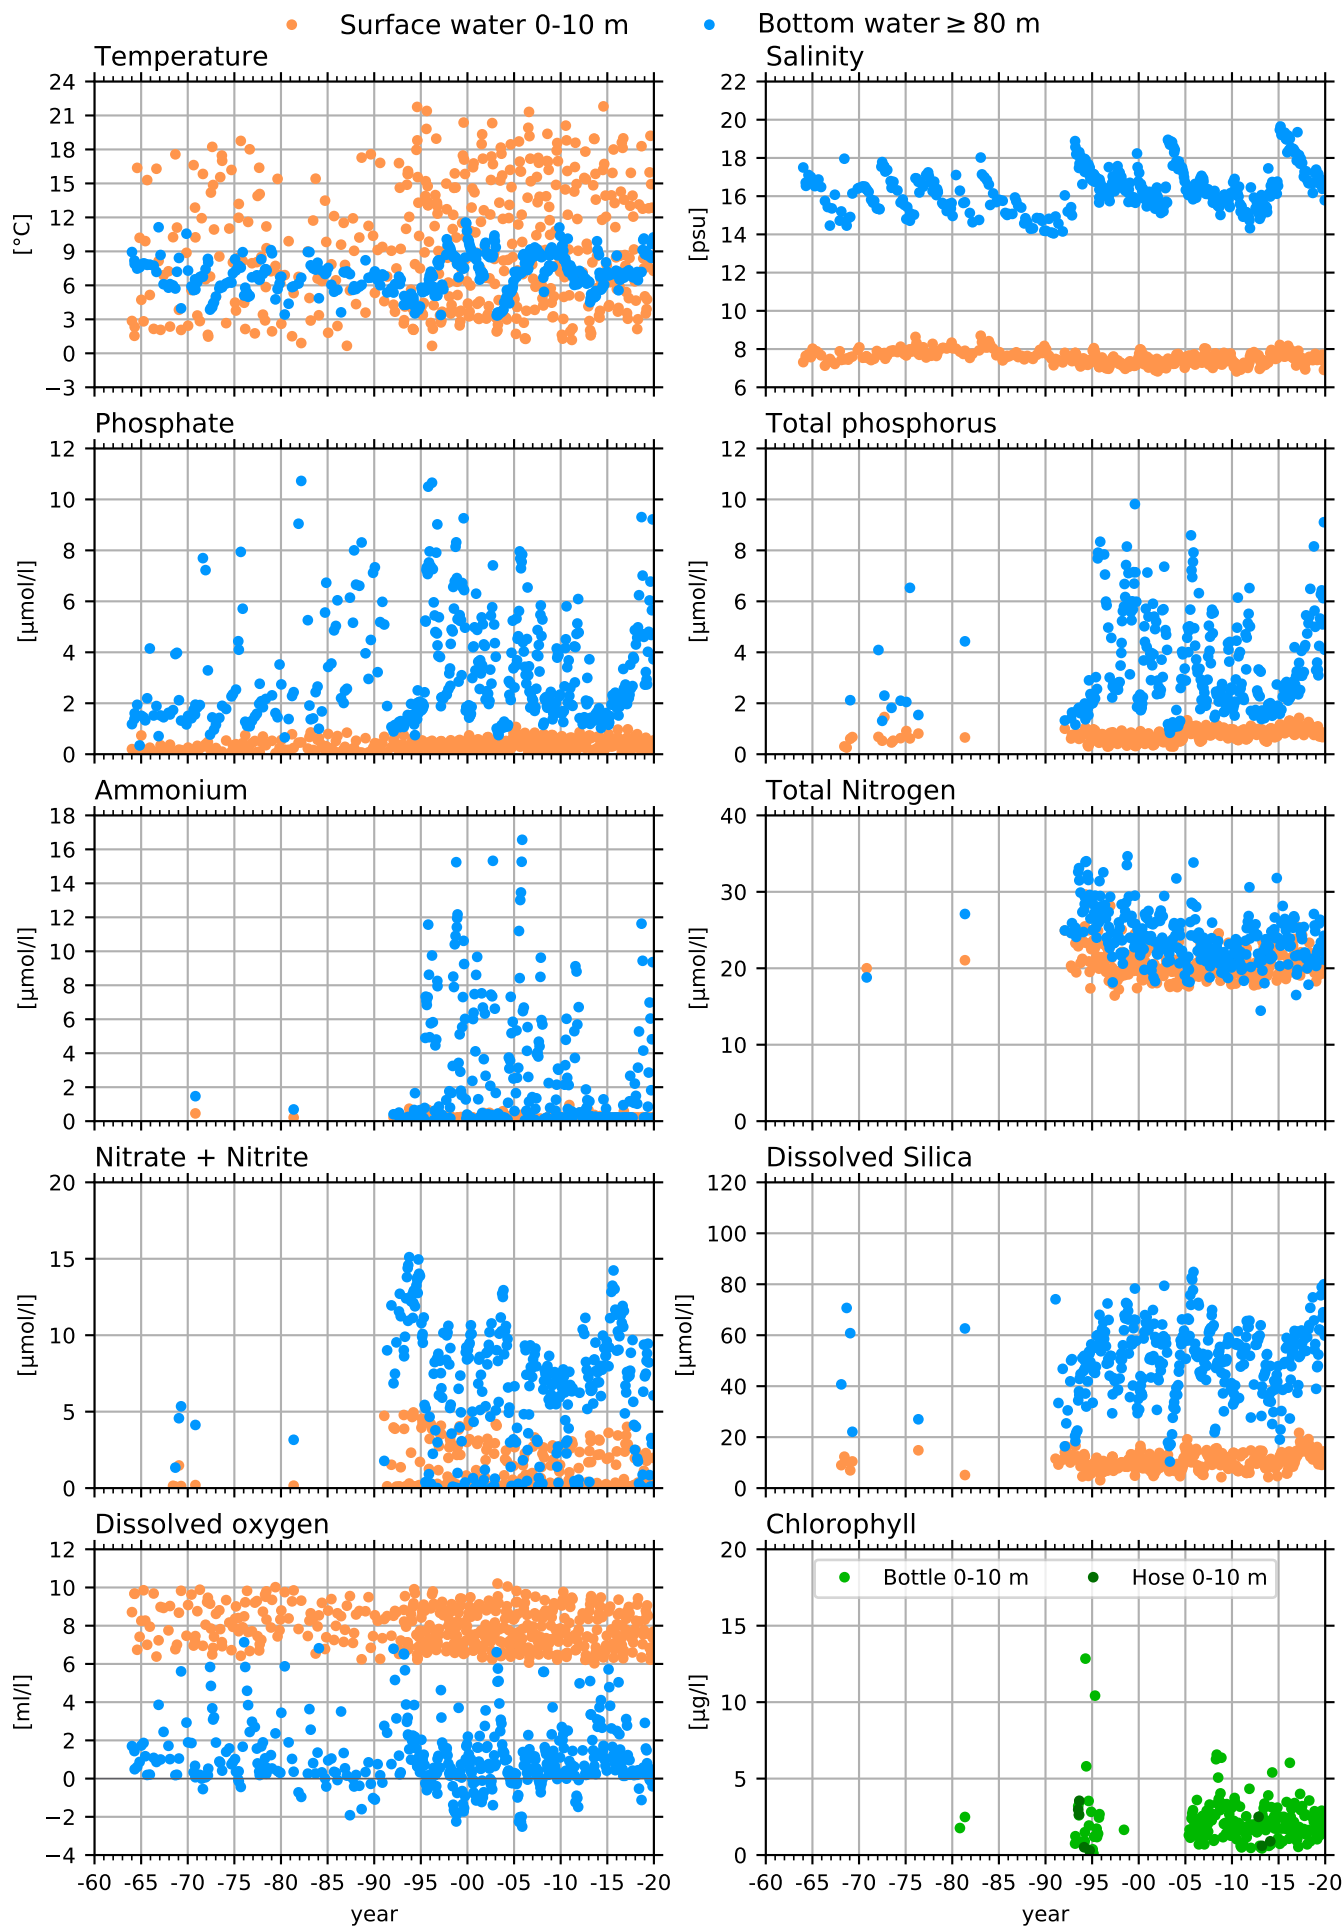 Surface water 0-10 m Bottom water ≥ 80 m
Temperature Salinity
24 21 18 15 12 9 6 3 0 −3
[°C]
22 20 18 16 14 12 10 8 6
[psu]
Phosphate Total phosphorus
12 10 8 6 4 2 0
[µmol/l]
12 10 8 6 4 2 0
[µmol/l]
Ammonium Total Nitrogen
18 16 14 12 10 8 6 4 2 0
[µmol/l]
40 30 20 10 0
[µmol/l]
Nitrate + Nitrite Dissolved Silica
20 15 10 5 0
[µmol/l]
120 100 80 60 40 20 0
[µmol/l]
Dissolved oxygen Chlorophyll
12 10 8 6 4 2 0 −2 −4
[ml/l]
20 15 10 5 0
[µg/l]
Bottle 0-10 m Hose 0-10 m
-60 -65 -70 -75 -80 -85 -90 -95 -00 -05 -10 -15 -20
-60 -65 -70 -75 -80 -85 -90 -95 -00 -05 -10 -15 -20
year year